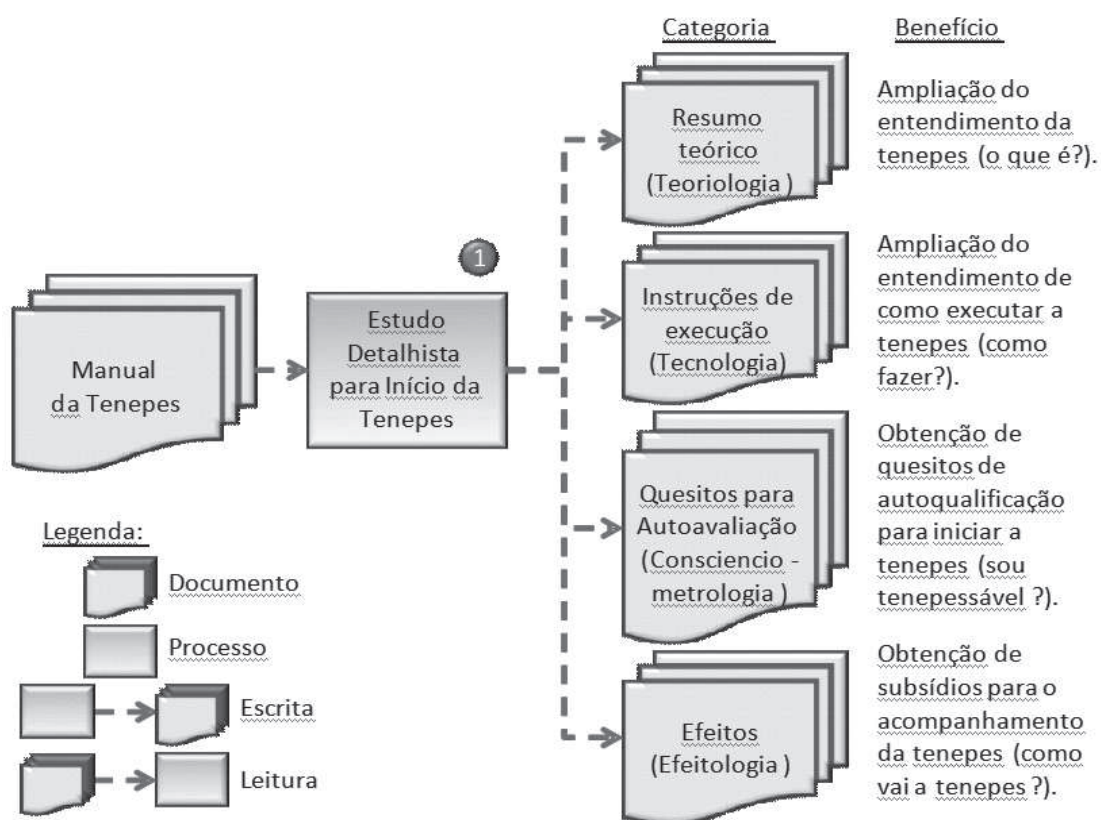 Categoria
Benefício
Resumo
teórico
(Teoriologia )
Ampliação do
entendimento da
tenepes (o que é?).
1
Manual
da Tenepes
Estudo
Detalhista
para Início da
Tenepes
Instruções de
execução
(Tecnologia)
Ampliação do
entendimento de
como executar a
tenepes (como
fazer?).
Quesitos para
Autoavaliação
(Consciencio -
metrologia )
Obtenção de
quesitos de
autoqualificação
para iniciar a
tenepes (sou
tenepessável ?).
Efeitos
(Efeitologia )
Obtenção de
subsídios para o
acompanhamento
da tenepes (como
vai a tenepes ?).
Legenda:
Documento
Processo
Escrita
Leitura